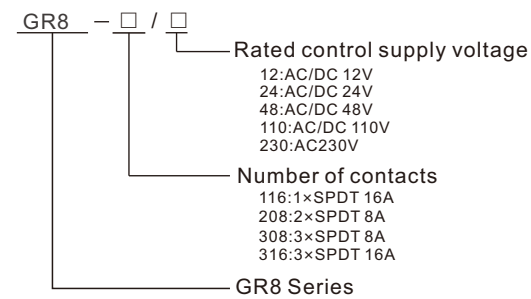 GR8 – □ / □
Rated control supply voltage
12:AC/DC 12V
24:AC/DC 24V
48:AC/DC 48V
110:AC/DC 110V
230:AC230V
Number of contacts
116:1×SPDT 16A
208:2×SPDT 8A
308:3×SPDT 8A
316:3×SPDT 16A
GR8 Series